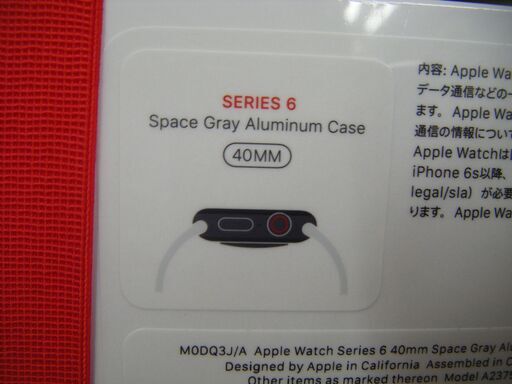 SERIES 6
Space Gray Aluminum Case
40MM
内容: Apple Wa
データ通信などの一
ます。Apple Wa
通信の情報につい
Apple Watchは
iPhone 6s以降、
legal/sla）が必要
ります。Apple Wa
M0DQ3J/A Apple Watch Series 6 40mm Space Gray Al
Designed by Apple in California Assembled in C
Other items as marked thereon Model A2375